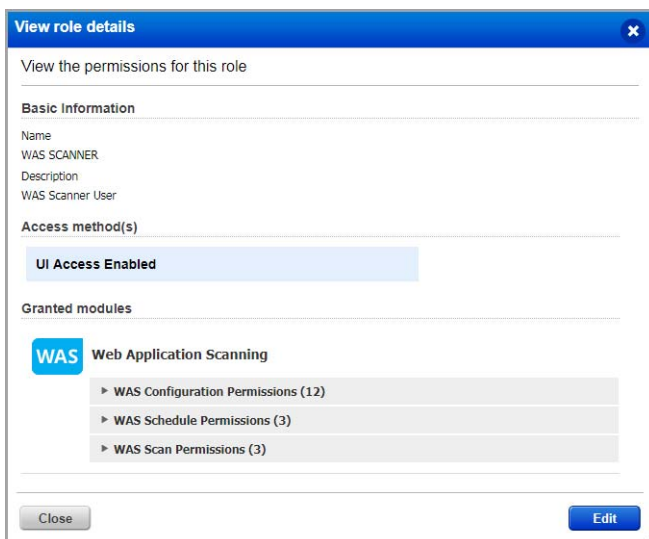 View role details
View the permissions for this role
Basic Information
Name
WAS SCANNER
Description
WAS Scanner User
Access method(s)
UI Access Enabled
Granted modules
WAS Web Application Scanning
WAS Configuration Permissions (12)
WAS Schedule Permissions (3)
WAS Scan Permissions (3)
Close Edit